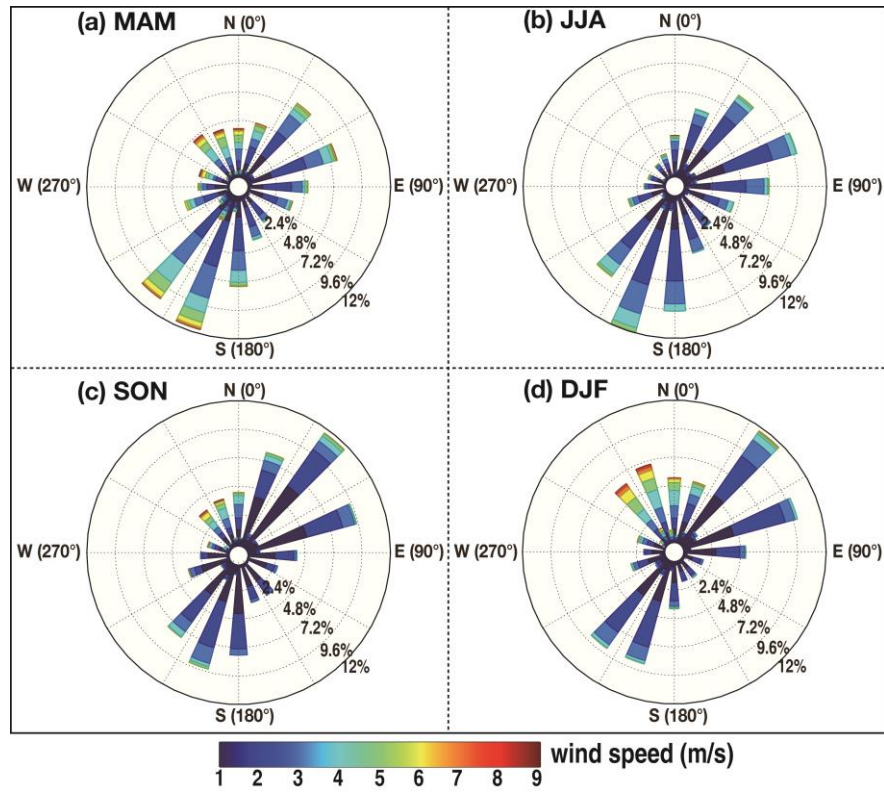 (a) MAM
N (0°)
W (270°)
E (90°)
S (180°)
2.4%
4.8%
7.2%
9.6%
12%
(b) JJA
N (0°)
W (270°)
E (90°)
S (180°)
2.4%
4.8%
7.2%
9.6%
12%
(c) SON
N (0°)
W (270°)
E (90°)
S (180°)
2.4%
4.8%
7.2%
9.6%
12%
(d) DJF
N (0°)
W (270°)
E (90°)
S (180°)
2.4%
4.8%
7.2%
9.6%
12%
wind speed (m/s)
1 2 3 4 5 6 7 8 9